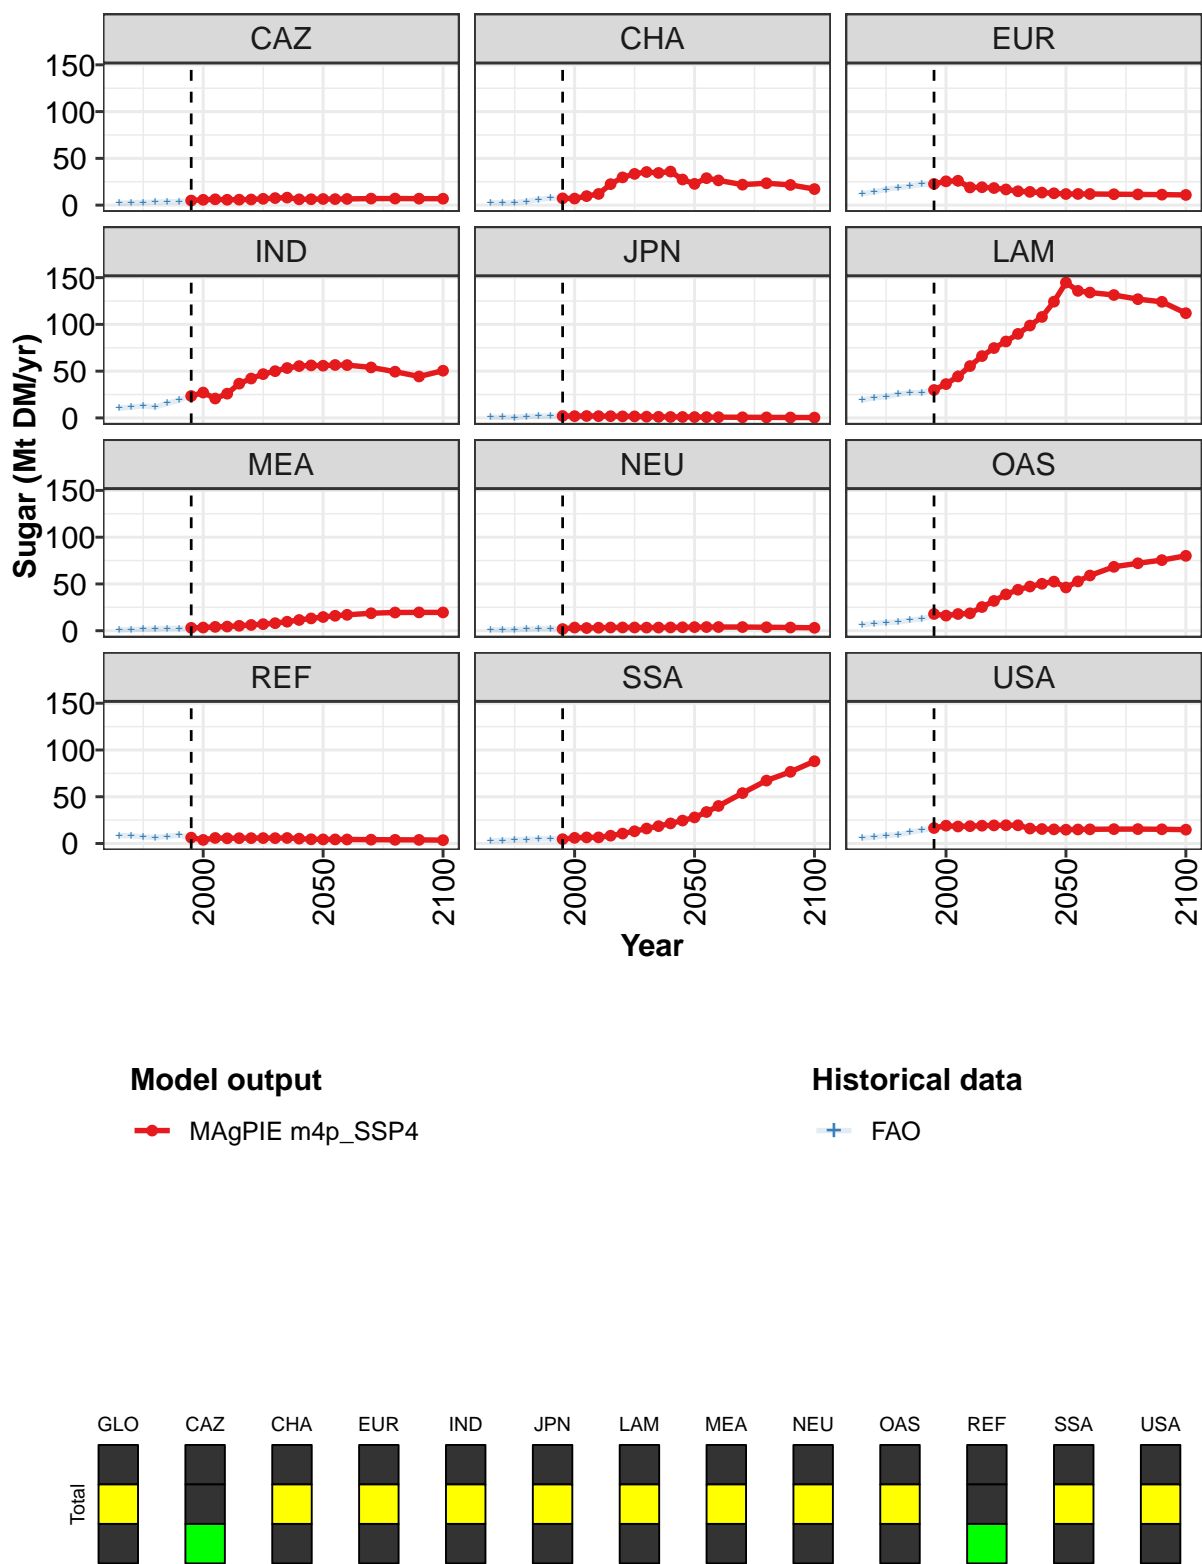 CAZ CHA EUR
150
100
50
0
IND JPN LAM
150
100
50
0
MEA NEU OAS
150
100
50
0
REF SSA USA
150
100
50
0
Sugar (Mt DM/yr)
2000 2050 2100 2000 2050 2100 2000 2050 2100
Year
Model output Historical data
MAgPIE m4p_SSP4 FAO
GLO CAZ CHA EUR IND JPN LAM MEA NEU OAS REF SSA USA
Total